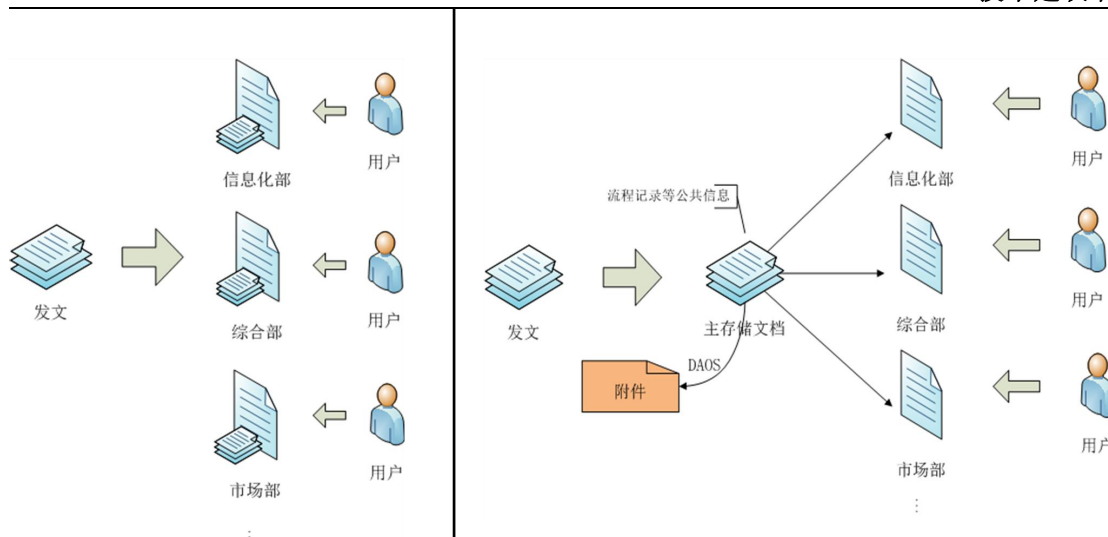 信息化部
用户
发文
综合部
用户
市场部
用户
⋮
流程记录等公共信息
信息化部
用户
发文
主存储文档
综合部
用户
DAOS
附件
市场部
用户
⋮